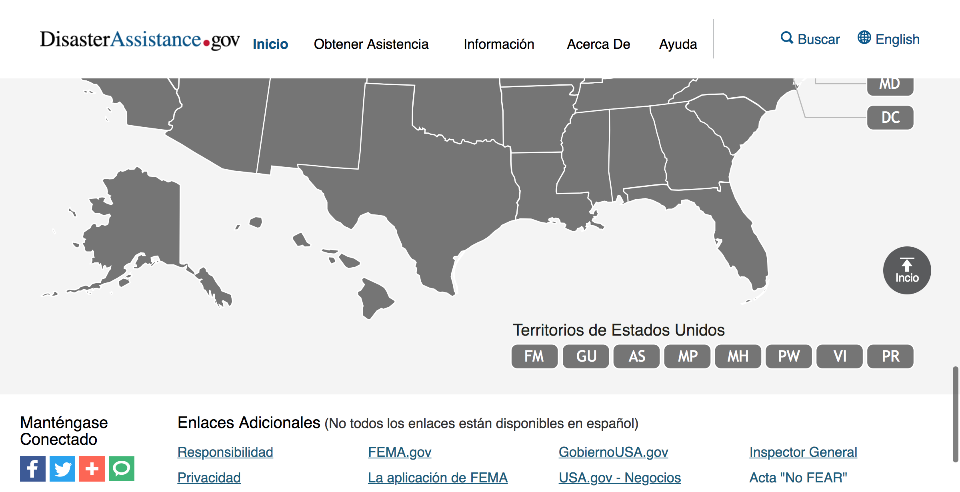 DisasterAssistance.gov Inicio Obtener Asistencia Información Acerca De Ayuda Buscar English
MD
DC
Incio
Territorios de Estados Unidos
FM GU AS MP MH PW VI PR
Manténgase
Conectado
Enlaces Adicionales (No todos los enlaces están disponibles en español)
Responsibilidad FEMA.gov GobiernoUSA.gov Inspector General
Privacidad La aplicación de FEMA USA.gov - Negocios Acta "No FEAR"